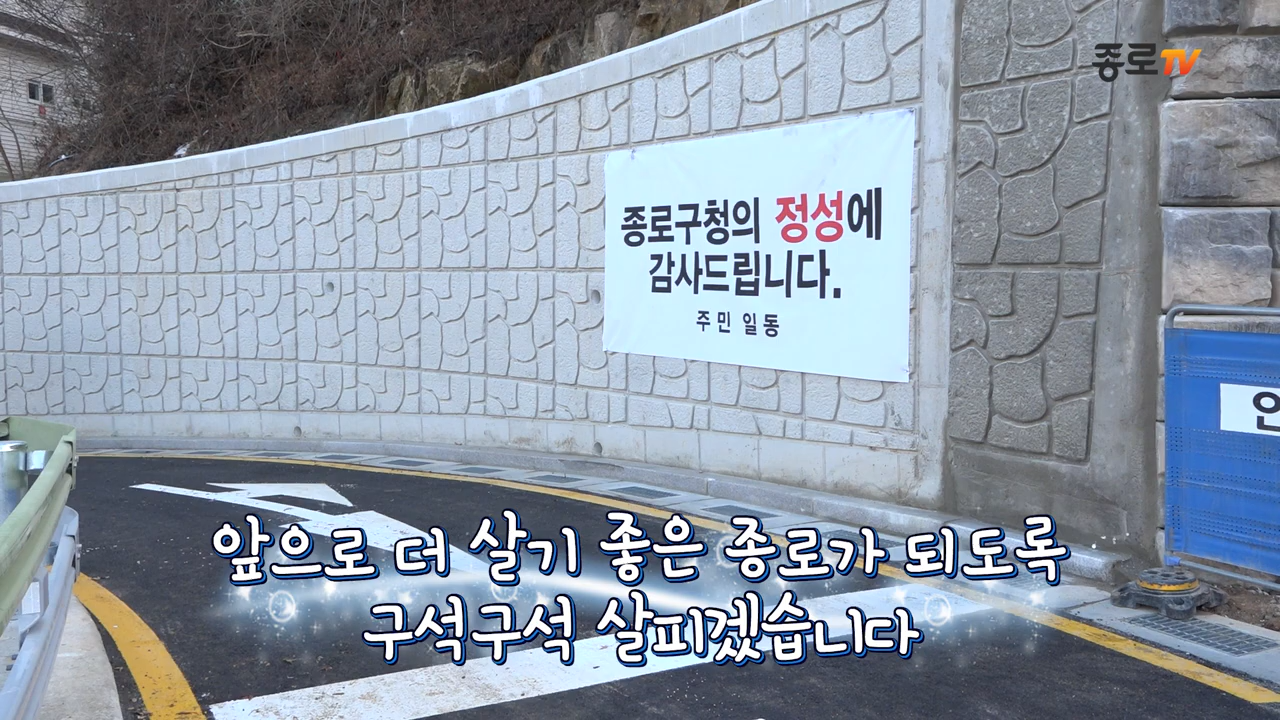 종로TV
종로구청의 정성에
감사드립니다.
주민 일동
앞으로 더 살기 좋은 종로가 되도록
구석구석 살피겠습니다